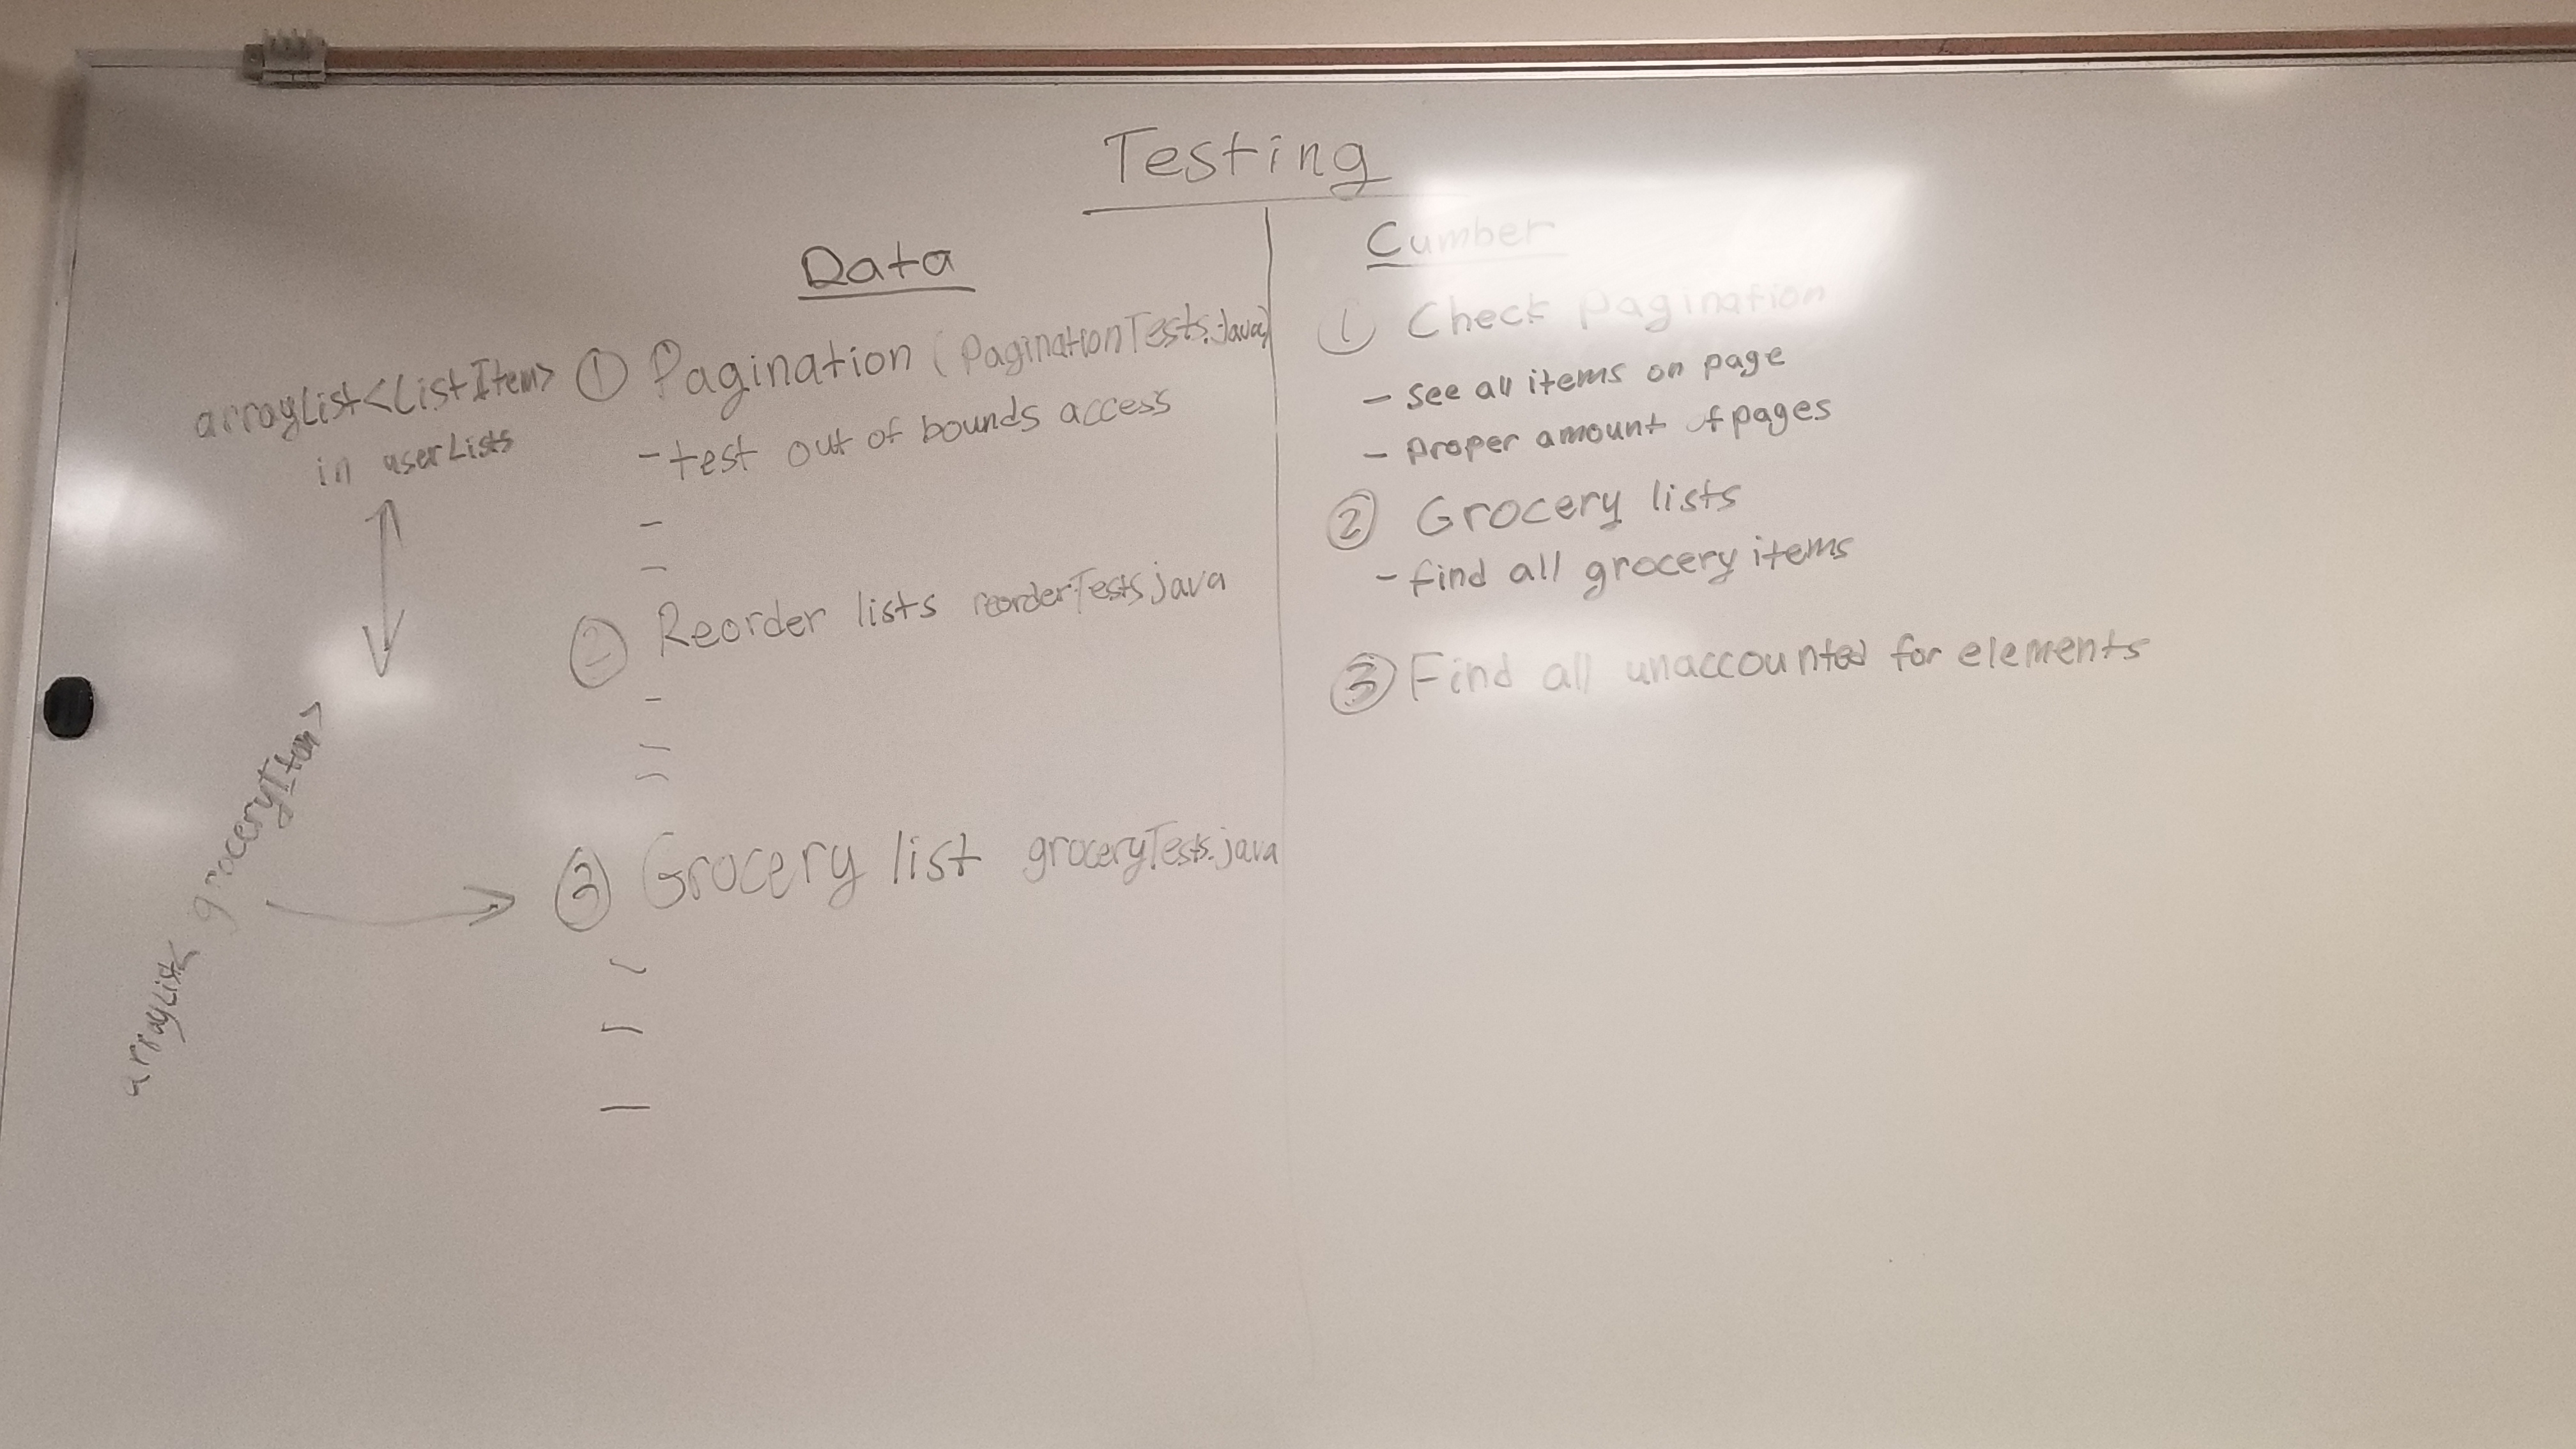 Testing
Data
arrayList<ListItem>
in userLists
① Pagination (PaginationTests.java)
- test out of bounds access
-
-
② Reorder lists reorderTests.java
-
-
-
arrayList< groceryItem>
③ Grocery list groceryTests.java
-
-
-
Cumber
① Check Pagination
- See all items on page
- Proper amount of pages
② Grocery lists
- find all grocery items
③ Find all unaccounted for elements